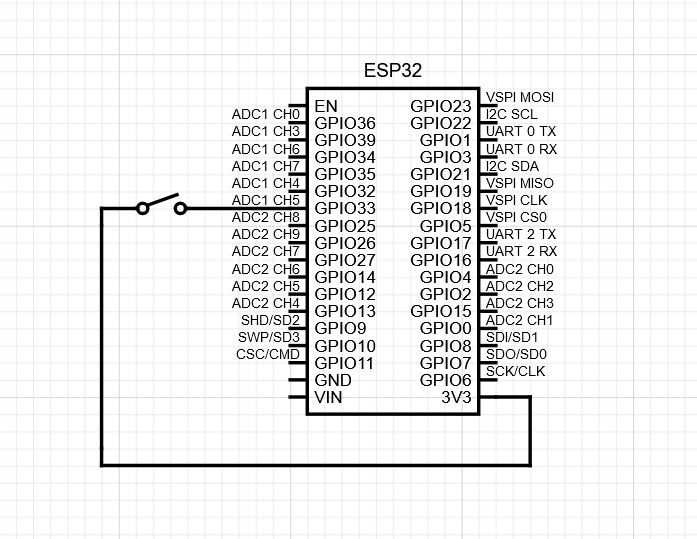 ESP32
VSPI MOSI
EN GPIO23
ADC1 CH0 I2C SCL
GPIO36 GPIO22
ADC1 CH3 UART 0 TX
GPIO39 GPIO1
ADC1 CH6 UART 0 RX
GPIO34 GPIO3
ADC1 CH7 I2C SDA
GPIO35 GPIO21
ADC1 CH4 VSPI MISO
GPIO32 GPIO19
ADC1 CH5 VSPI CLK
GPIO33 GPIO18
ADC2 CH8 VSPI CS0
GPIO25 GPIO5
ADC2 CH9 UART 2 TX
GPIO26 GPIO17
ADC2 CH7 UART 2 RX
GPIO27 GPIO16
ADC2 CH6 ADC2 CH0
GPIO14 GPIO4
ADC2 CH5 ADC2 CH2
GPIO12 GPIO2
ADC2 CH4 ADC2 CH3
GPIO13 GPIO15
SHD/SD2 ADC2 CH1
GPIO9 GPIO0
SWP/SD3 SDI/SD1
GPIO10 GPIO8
CSC/CMD SDO/SD0
GPIO11 GPIO7
SCK/CLK
GND GPIO6
VIN 3V3